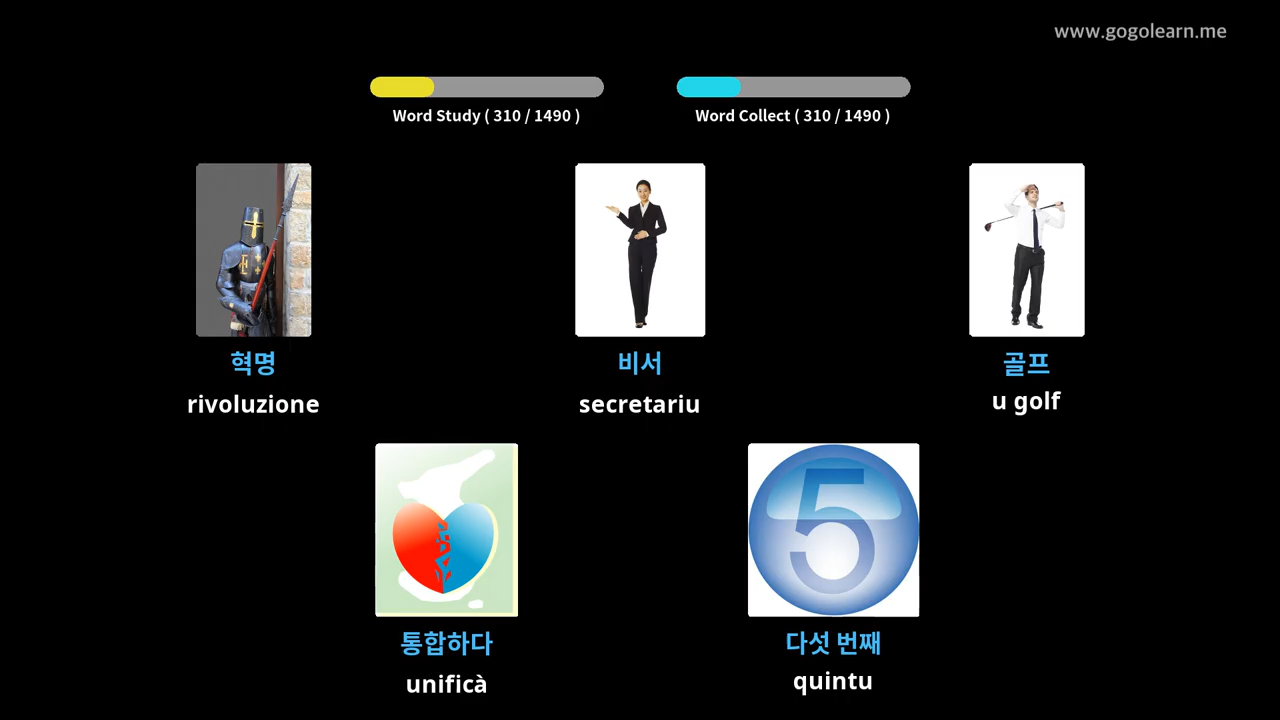 www.gogolearn.me
Word Study ( 310 / 1490 )
Word Collect ( 310 / 1490 )
혁명
rivoluzione
비서
secretariu
골프
u golf
5
통합하다
unificà
다섯 번째
quintu